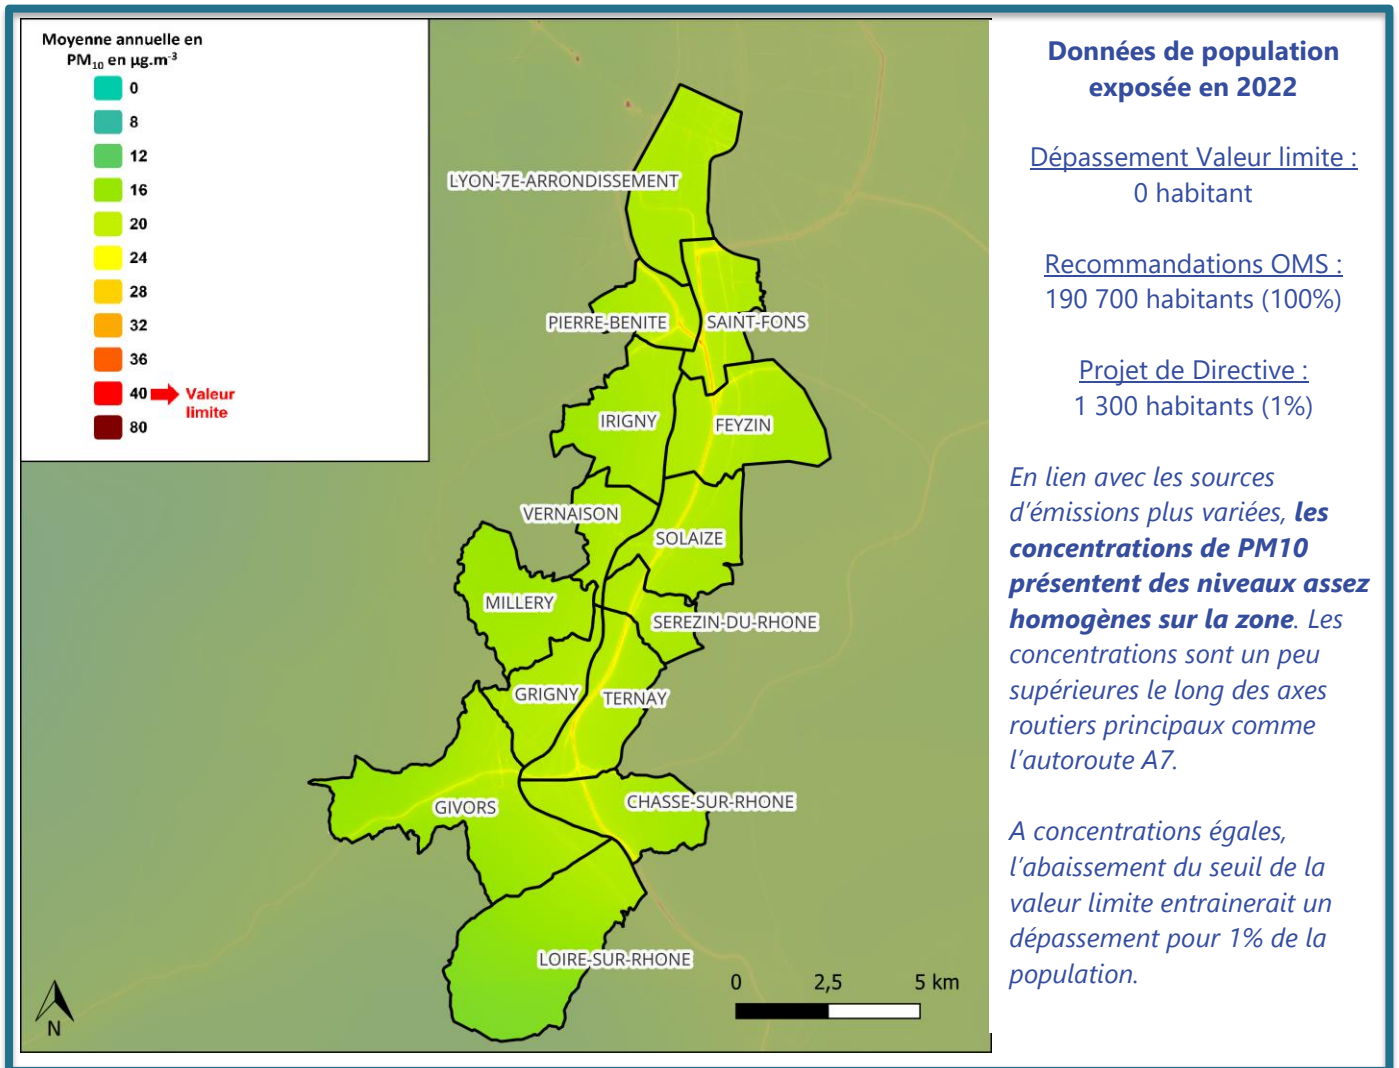 Moyenne annuelle en
PM₁₀ en µg.m⁻³
0
8
12
16
20
24
28
32
36
40 Valeur
limite
80
LYON-7E-ARRONDISSEMENT
PIERRE-BENITE
SAINT-FONS
IRIGNY
FEYZIN
VERNAISON
SOLAIZE
MILLERY
SEREZIN-DU-RHONE
GRIGNY
TERNAY
GIVORS
CHASSE-SUR-RHONE
LOIRE-SUR-RHONE
N
0 2,5 5 km
Données de population
exposée en 2022
Dépassement Valeur limite :
0 habitant
Recommandations OMS :
190 700 habitants (100%)
Projet de Directive :
1 300 habitants (1%)
En lien avec les sources
d'émissions plus variées, les
concentrations de PM10
présentent des niveaux assez
homogènes sur la zone. Les
concentrations sont un peu
supérieures le long des axes
routiers principaux comme
l'autoroute A7.
A concentrations égales,
l'abaissement du seuil de la
valeur limite entrainerait un
dépassement pour 1% de la
population.